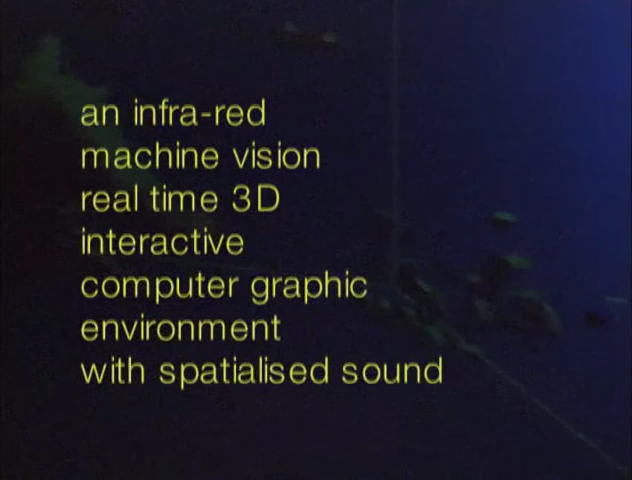 an infra-red
machine vision
real time 3D
interactive
computer graphic
environment
with spatialised sound